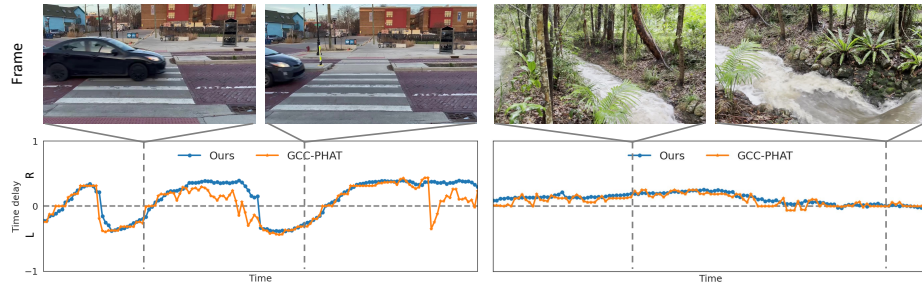 Frame
Time delay
L
R
1
0
−1
Ours
GCC-PHAT
Time
Ours
GCC-PHAT
Time